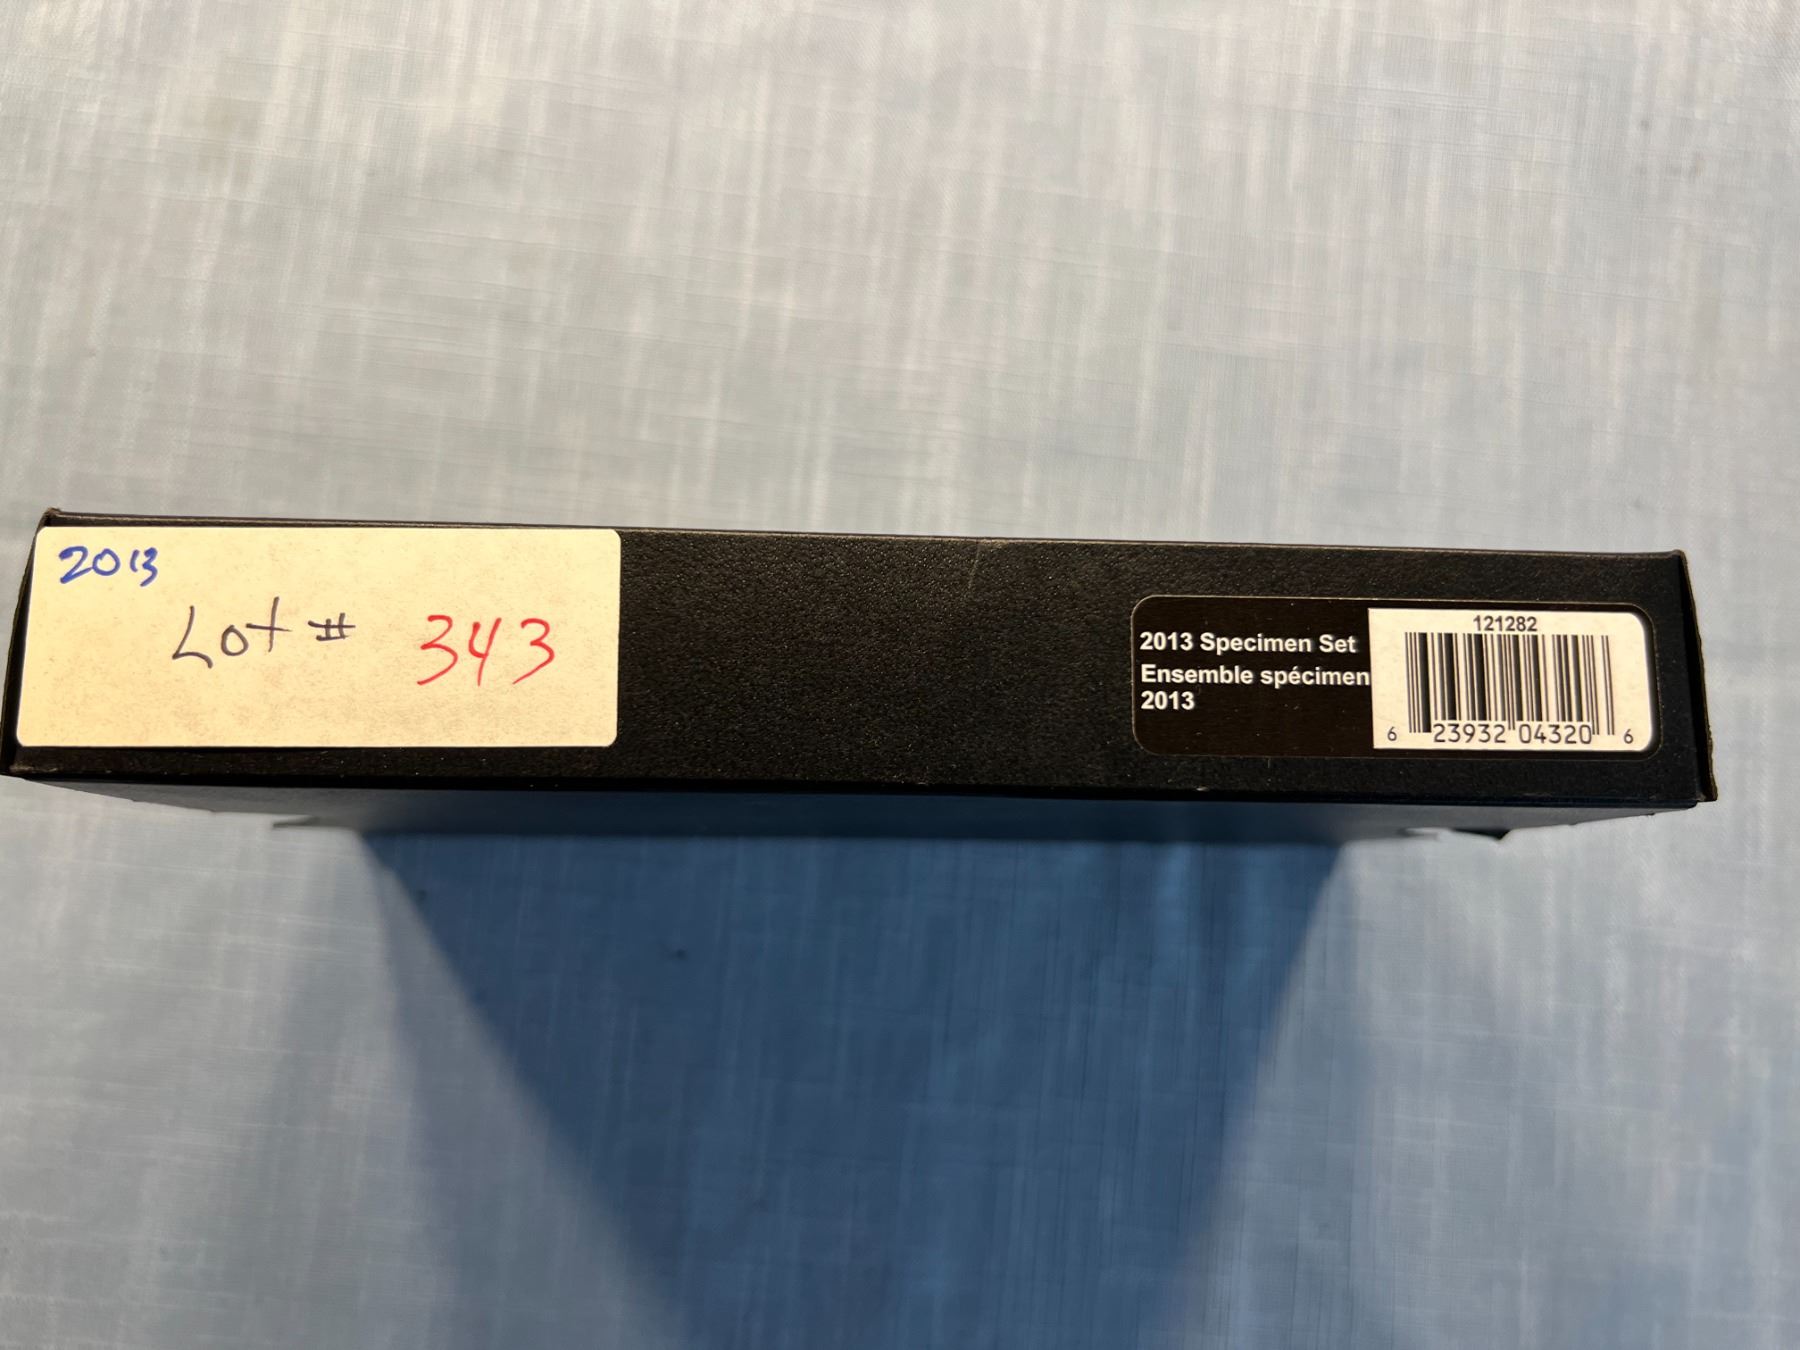 2013
Lot # 343
2013 Specimen Set
Ensemble spécimen
2013
121282
6 23932 04320 6